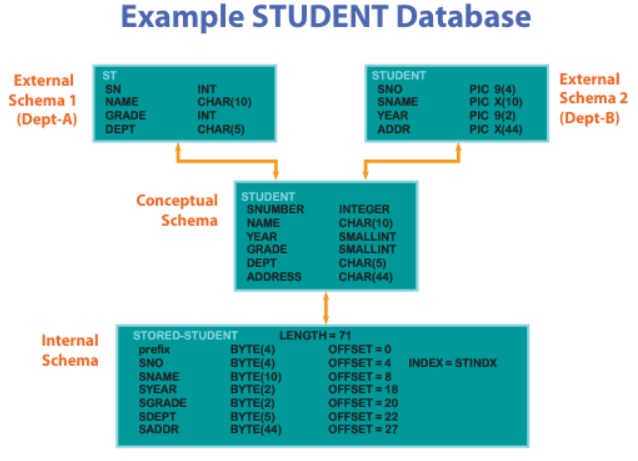 Example STUDENT Database
External
Schema 1
(Dept-A)
ST
SN INT
NAME CHAR(10)
GRADE INT
DEPT CHAR(5)
STUDENT
SNO PIC 9(4)
SNAME PIC X(10)
YEAR PIC 9(2)
ADDR PIC X(44)
External
Schema 2
(Dept-B)
Conceptual
Schema
STUDENT
SNUMBER INTEGER
NAME CHAR(10)
YEAR SMALLINT
GRADE SMALLINT
DEPT CHAR(5)
ADDRESS CHAR(44)
Internal
Schema
STORED-STUDENT LENGTH = 71
prefix BYTE(4) OFFSET = 0
SNO BYTE(4) OFFSET = 4 INDEX = STINDX
SNAME BYTE(10) OFFSET = 8
SYEAR BYTE(2) OFFSET = 18
SGRADE BYTE(2) OFFSET = 20
SDEPT BYTE(5) OFFSET = 22
SADDR BYTE(44) OFFSET = 27